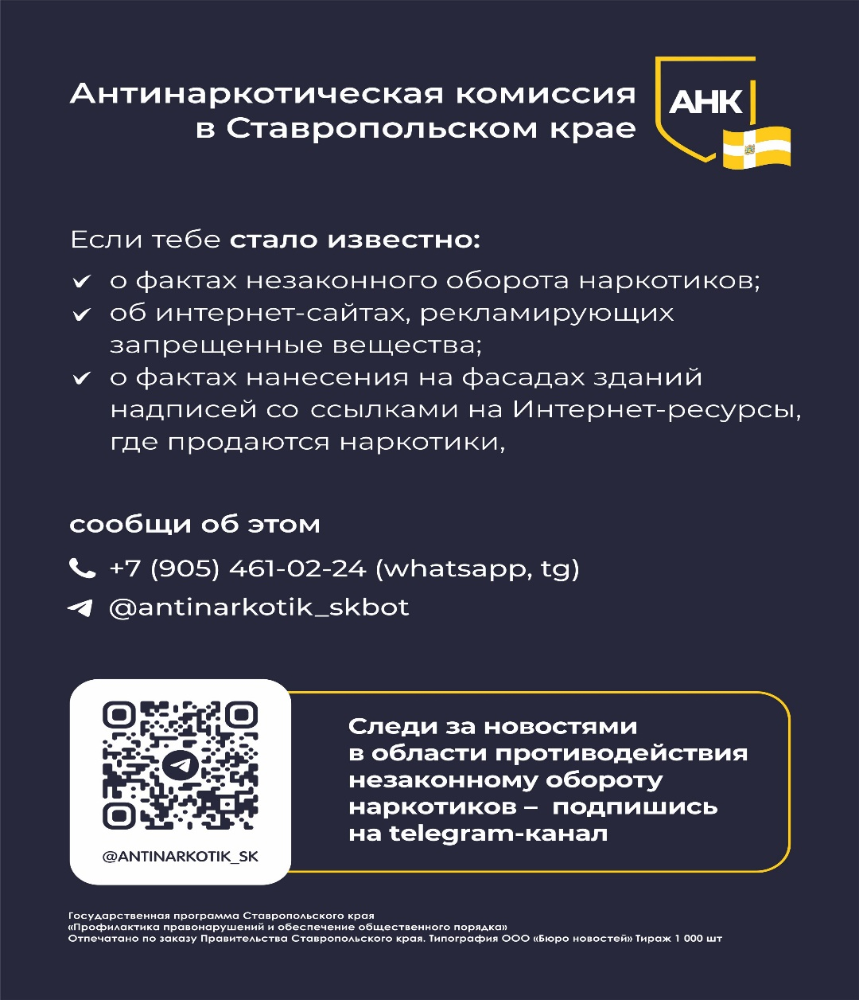 Антинаркотическая комиссия
в Ставропольском крае
АНК
Если тебе стало известно:
о фактах незаконного оборота наркотиков;
об интернет-сайтах, рекламирующих
запрещенные вещества;
о фактах нанесения на фасадах зданий
надписей со ссылками на Интернет-ресурсы,
где продаются наркотики,
сообщи об этом
+7 (905) 461-02-24 (whatsapp, tg)
@antinarkotik_skbot
@ANTINARKOTIK_SK
Следи за новостями
в области противодействия
незаконному обороту
наркотиков – подпишись
на telegram-канал
Государственная программа Ставропольского края
«Профилактика правонарушений и обеспечение общественного порядка»
Отпечатано по заказу Правительства Ставропольского края. Типография ООО «Бюро новостей» Тираж 1 000 шт